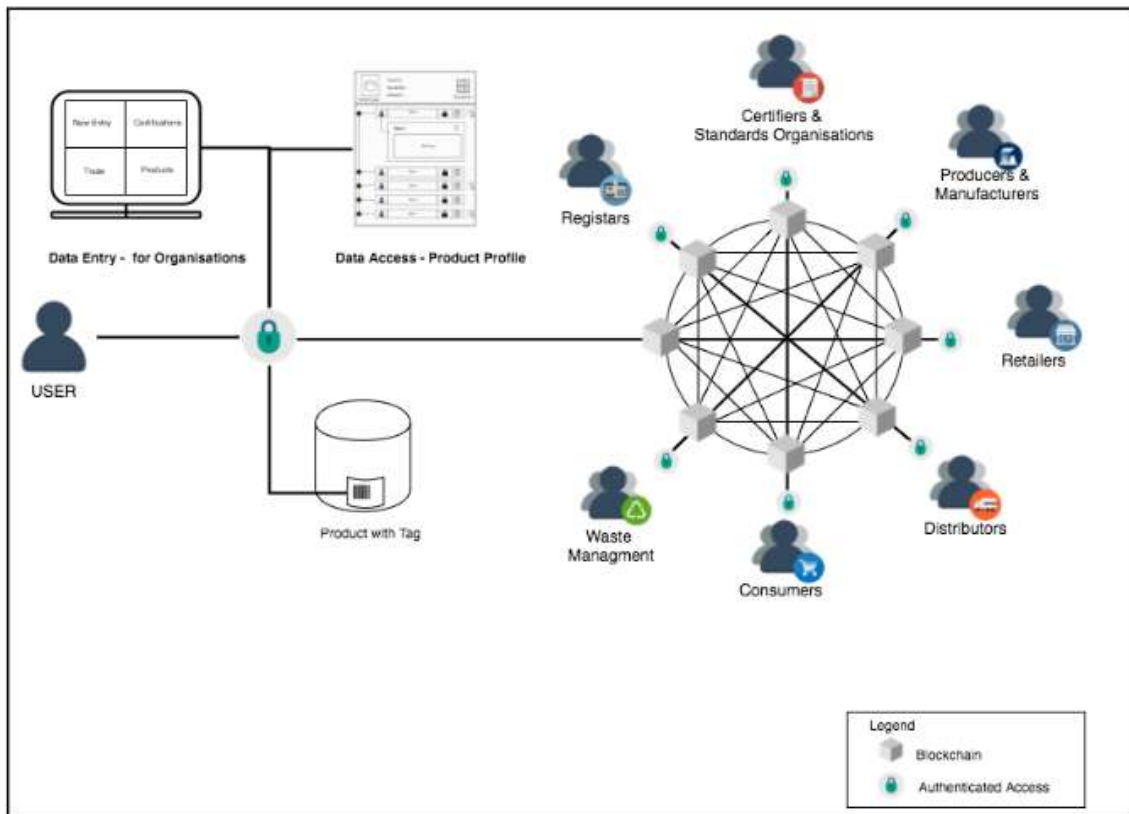 New Entry
Certifications
Trade
Products
Data Entry - for Organisations
Data Access - Product Profile
USER
Product with Tag
Certifiers &
Standards Organisations
Producers &
Manufacturers
Registars
Retailers
Distributors
Consumers
Waste
Managment
Legend
Blockchain
Authenticated Access